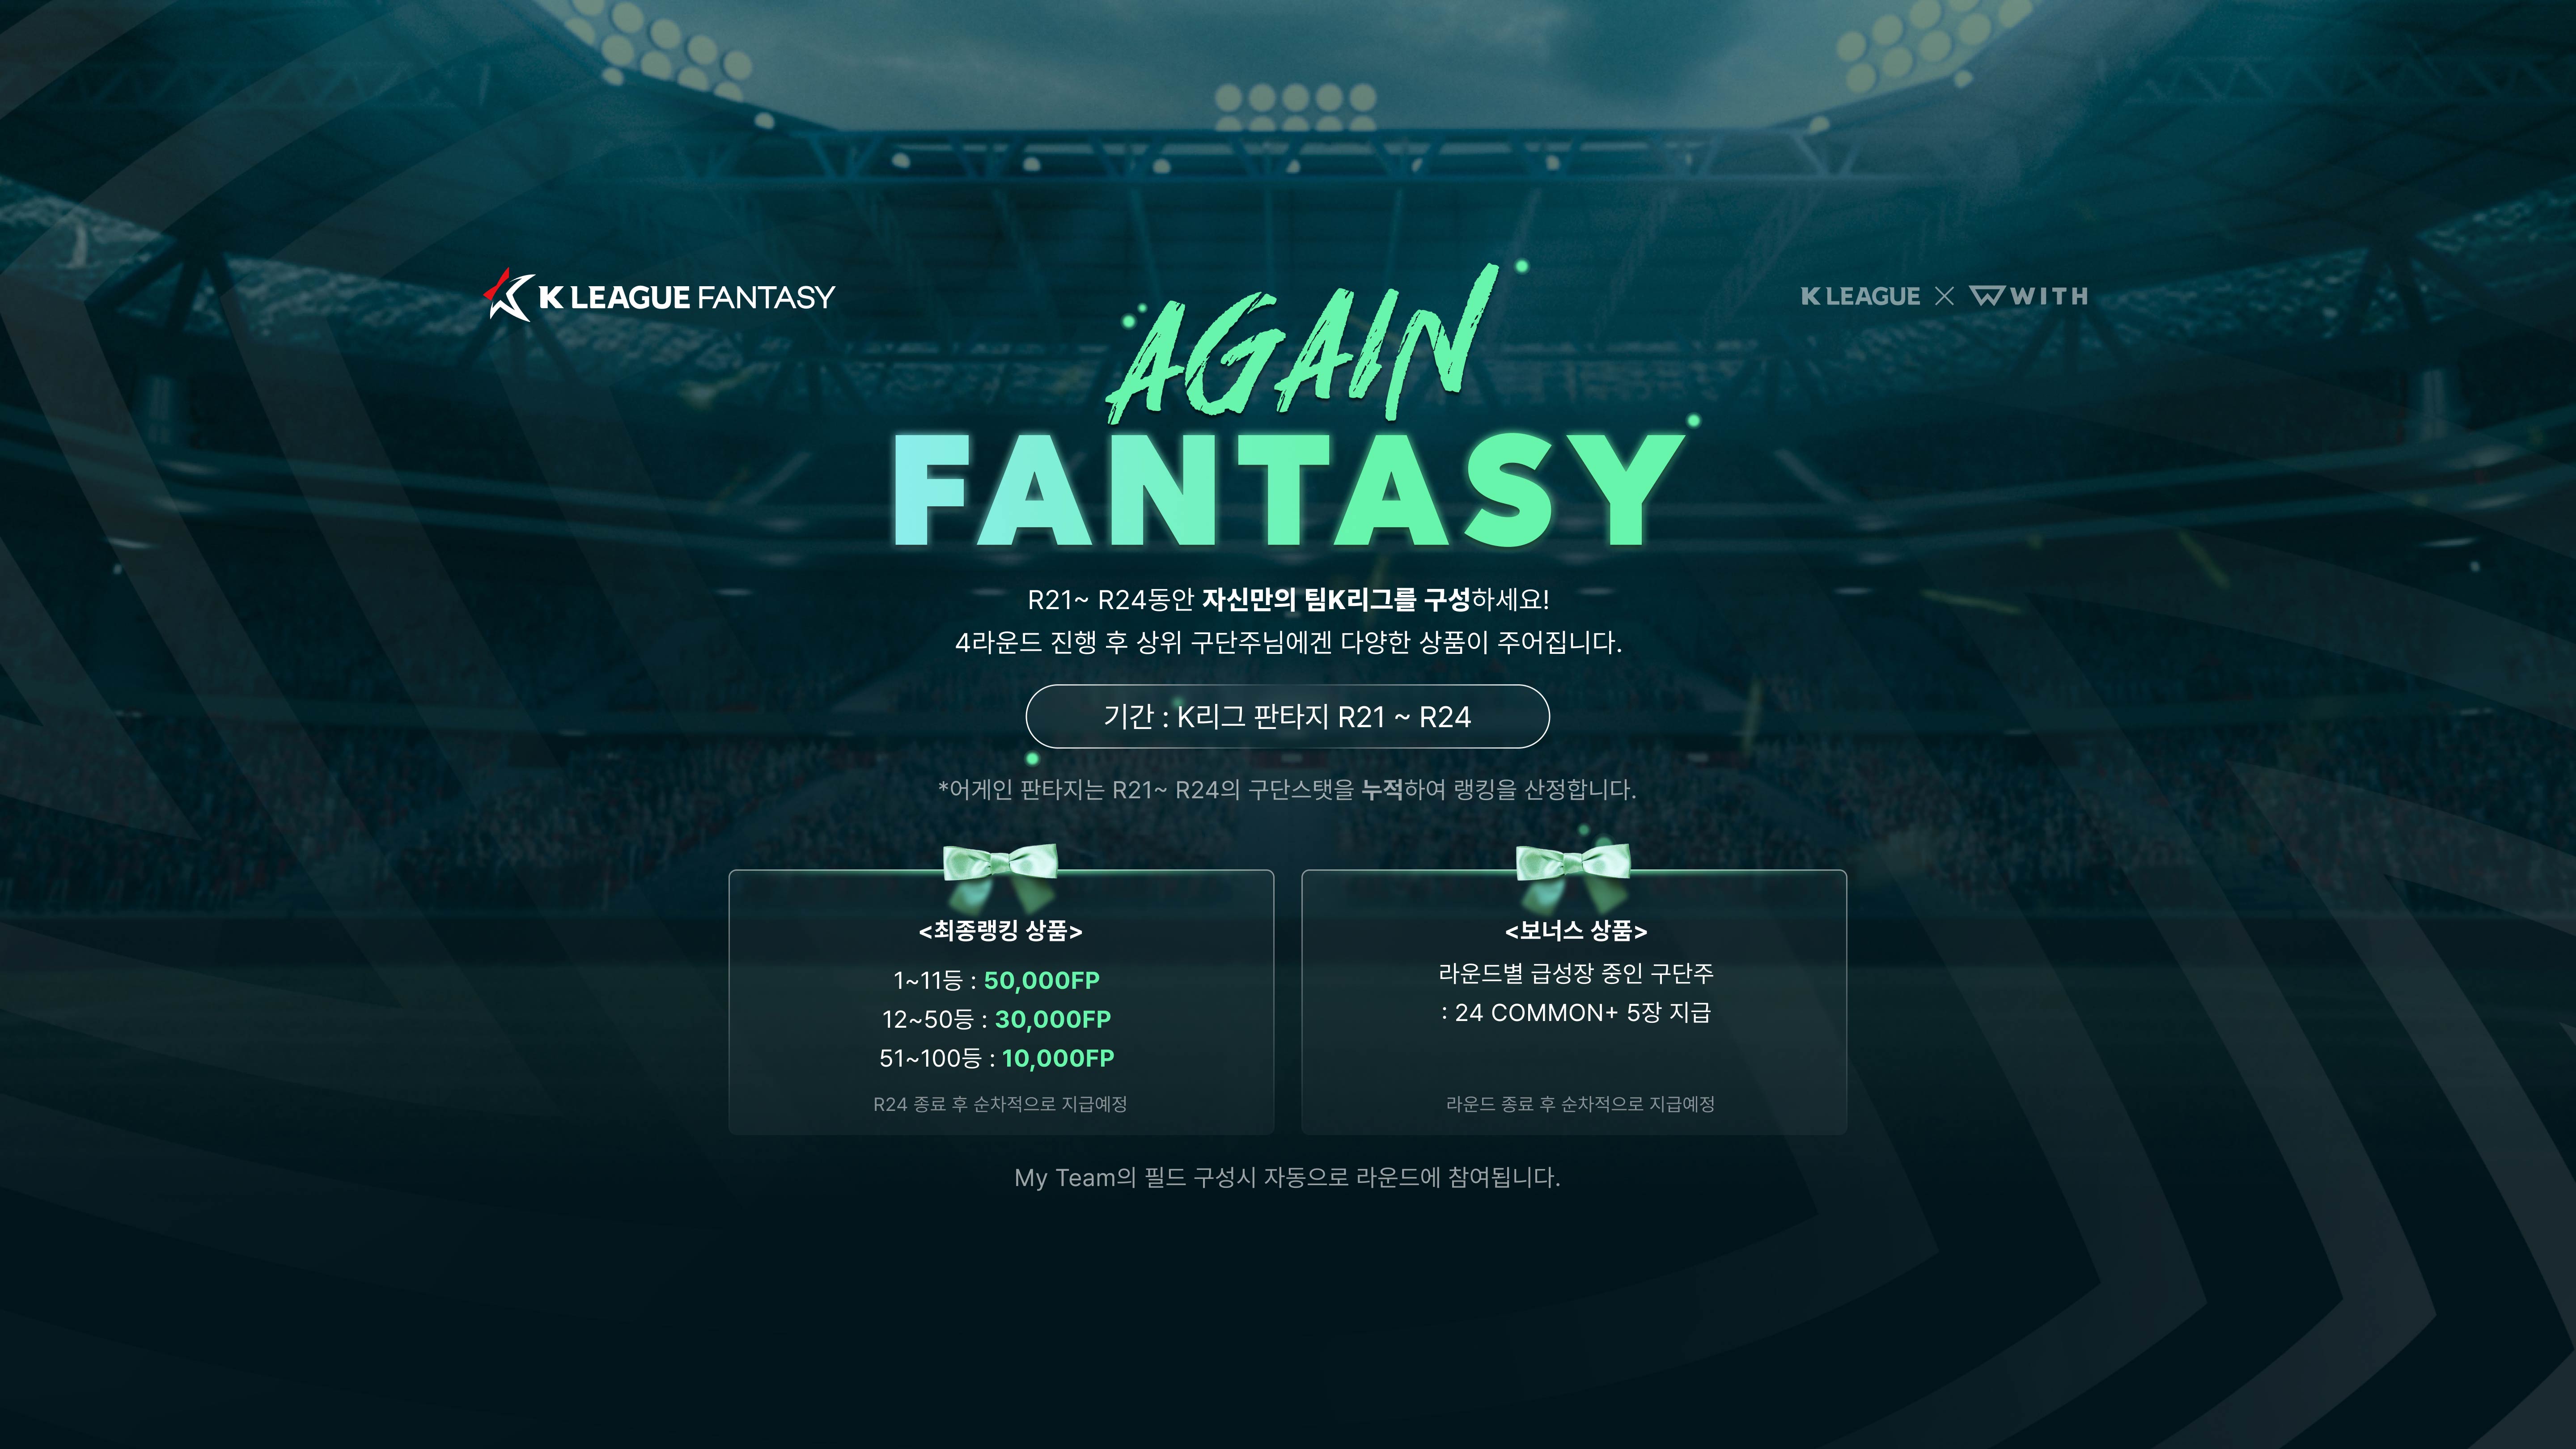 K LEAGUE FANTASY
K LEAGUE × WITH
AGAIN
FANTASY
R21~ R24동안 자신만의 팀K리그를 구성하세요!
4라운드 진행 후 상위 구단주님에겐 다양한 상품이 주어집니다.
기간 : K리그 판타지 R21 ~ R24
*어게인 판타지는 R21~ R24의 구단스탯을 누적하여 랭킹을 산정합니다.
<최종랭킹 상품>
1~11등 : 50,000FP
12~50등 : 30,000FP
51~100등 : 10,000FP
R24 종료 후 순차적으로 지급예정
<보너스 상품>
라운드별 급성장 중인 구단주
: 24 COMMON+ 5장 지급
라운드 종료 후 순차적으로 지급예정
My Team의 필드 구성시 자동으로 라운드에 참여됩니다.